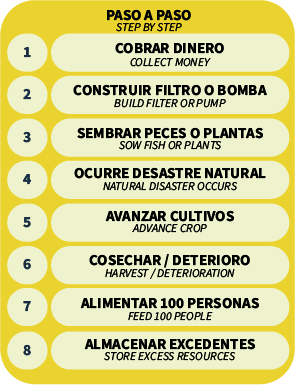 PASO A PASO
STEP BY STEP
1
COBRAR DINERO
COLLECT MONEY
2
CONSTRUIR FILTRO O BOMBA
BUILD FILTER OR PUMP
3
SEMBRAR PECES O PLANTAS
SOW FISH OR PLANTS
4
OCURRE DESASTRE NATURAL
NATURAL DISASTER OCCURS
5
AVANZAR CULTIVOS
ADVANCE CROP
6
COSECHAR / DETERIORO
HARVEST / DETERIORATION
7
ALIMENTAR 100 PERSONAS
FEED 100 PEOPLE
8
ALMACENAR EXCEDENTES
STORE EXCESS RESOURCES